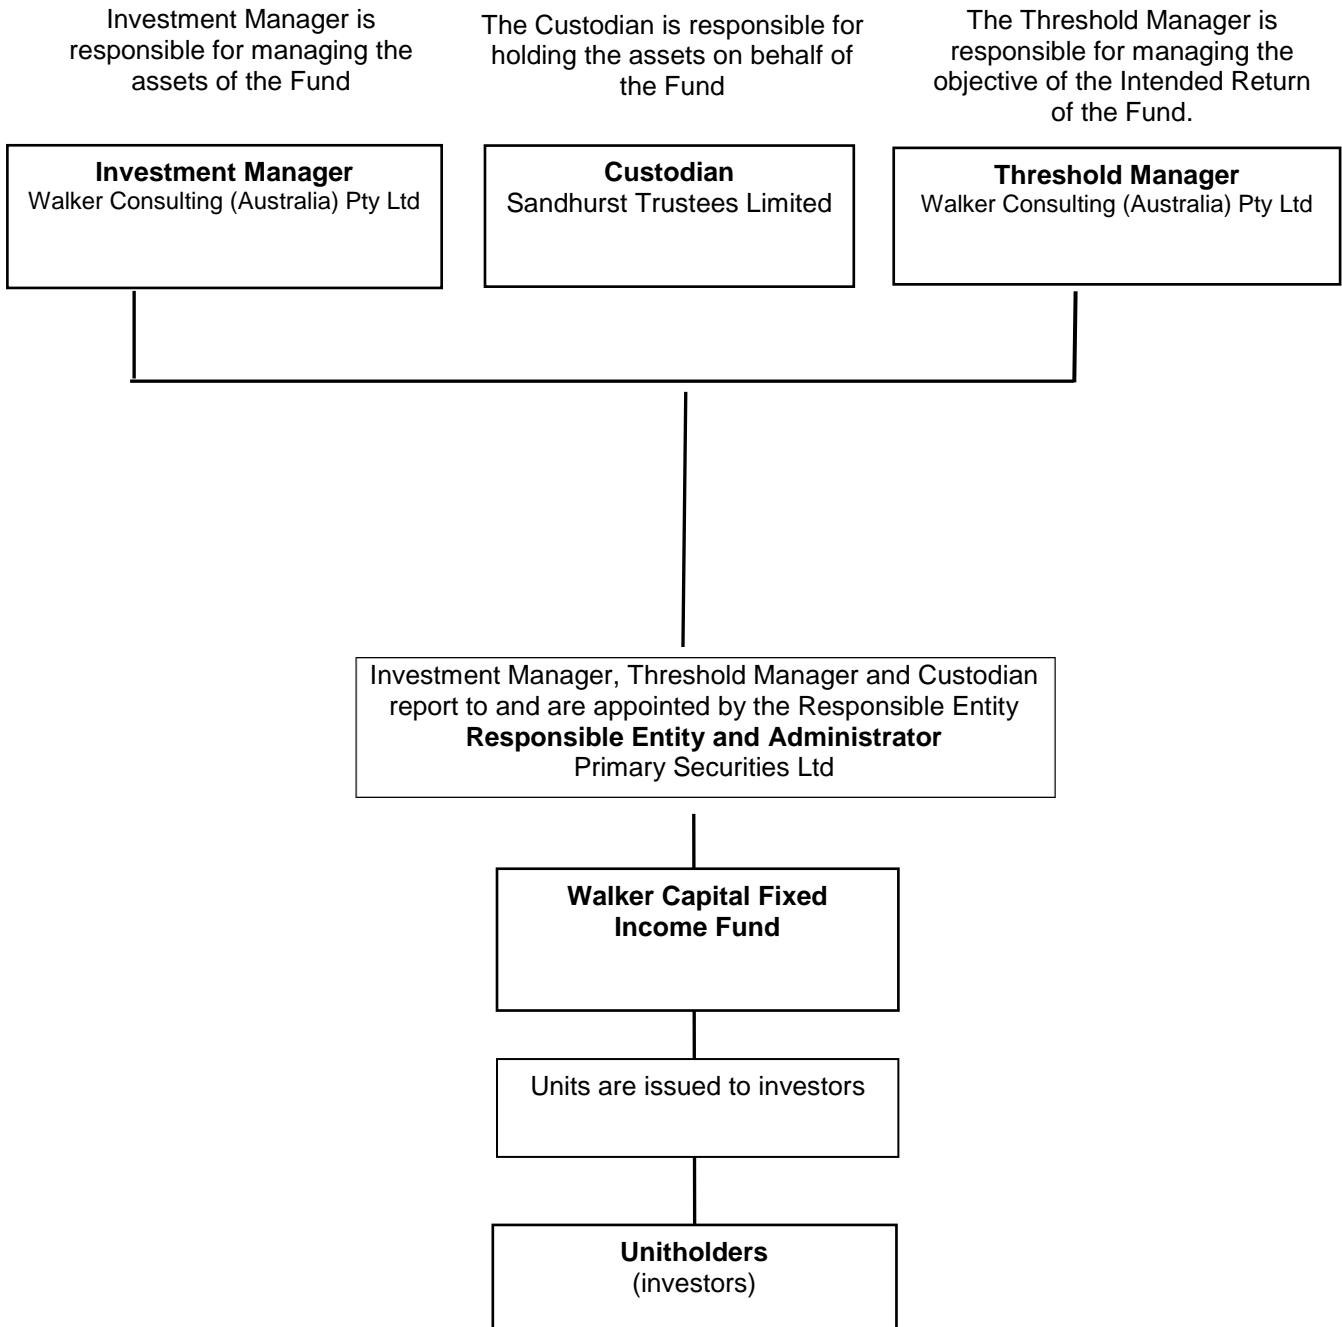 Investment Manager is
responsible for managing the
assets of the Fund
The Custodian is responsible for
holding the assets on behalf of
the Fund
The Threshold Manager is
responsible for managing the
objective of the Intended Return
of the Fund.
Investment Manager
Walker Consulting (Australia) Pty Ltd
Custodian
Sandhurst Trustees Limited
Threshold Manager
Walker Consulting (Australia) Pty Ltd
Investment Manager, Threshold Manager and Custodian
report to and are appointed by the Responsible Entity
Responsible Entity and Administrator
Primary Securities Ltd
Walker Capital Fixed
Income Fund
Units are issued to investors
Unitholders
(investors)